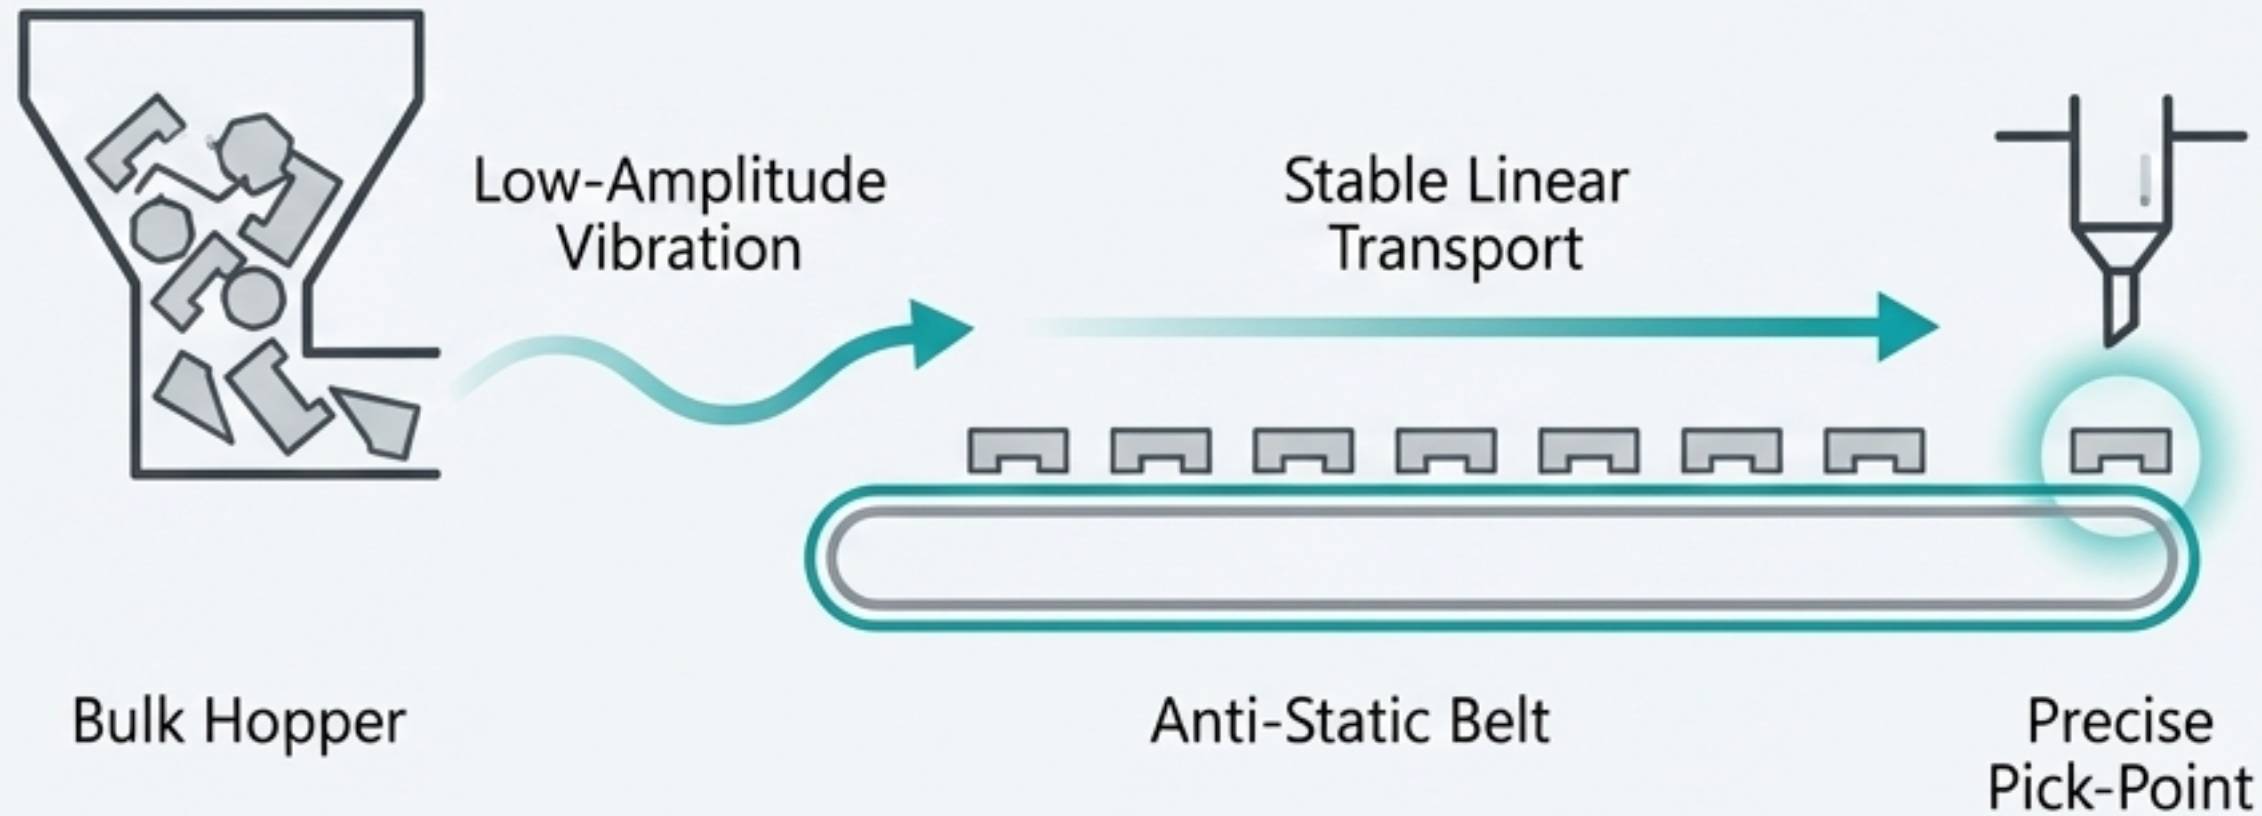 Low-Amplitude
Vibration
Stable Linear
Transport
Bulk Hopper
Anti-Static Belt
Precise
Pick-Point